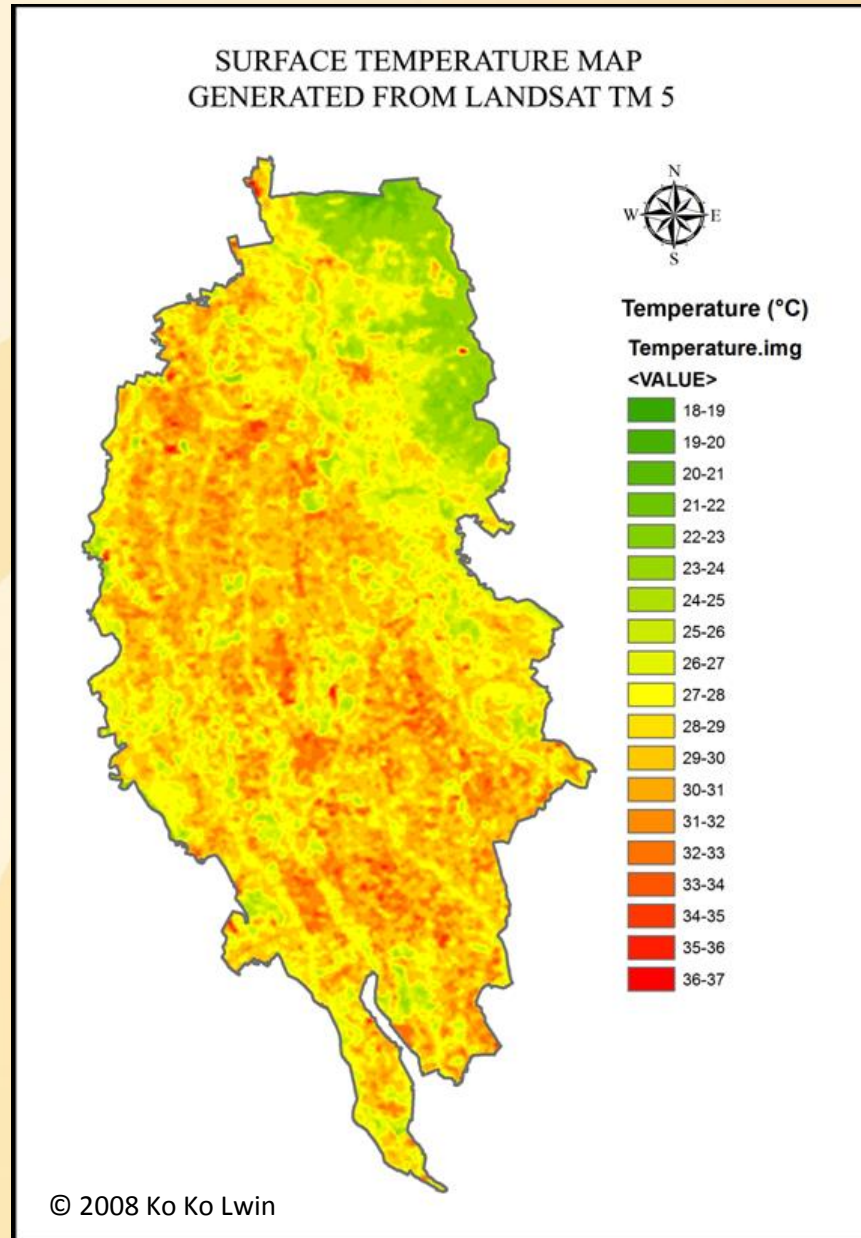 SURFACE TEMPERATURE MAP
GENERATED FROM LANDSAT TM 5
N
W E
S
Temperature (°C)
Temperature.img
<VALUE>
18-19
19-20
20-21
21-22
22-23
23-24
24-25
25-26
26-27
27-28
28-29
29-30
30-31
31-32
32-33
33-34
34-35
35-36
36-37
© 2008 Ko Ko Lwin